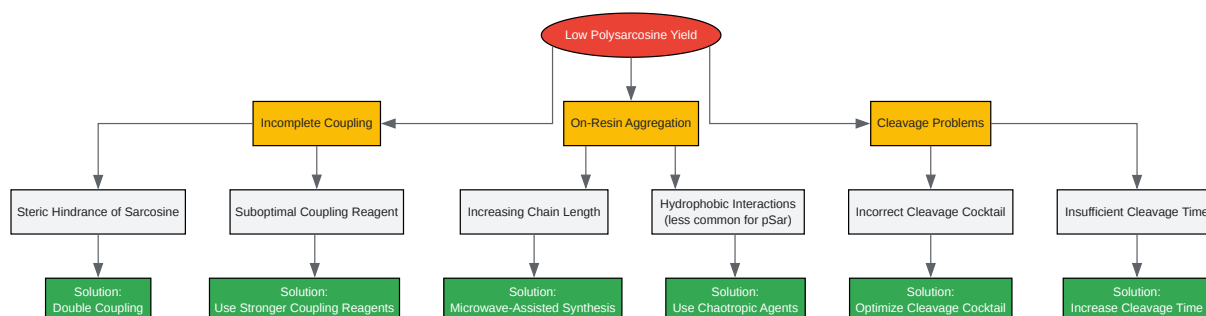 Low Polysarcosine Yield
Incomplete Coupling
On-Resin Aggregation
Cleavage Problems
Steric Hindrance of Sarcosine
Suboptimal Coupling Reagent
Increasing Chain Length
Hydrophobic Interactions
(less common for pSar)
Incorrect Cleavage Cocktail
Insufficient Cleavage Time
Solution:
Double Coupling
Solution:
Use Stronger Coupling Reagents
Solution:
Microwave-Assisted Synthesis
Solution:
Use Chaotropic Agents
Solution:
Optimize Cleavage Cocktail
Solution:
Increase Cleavage Time